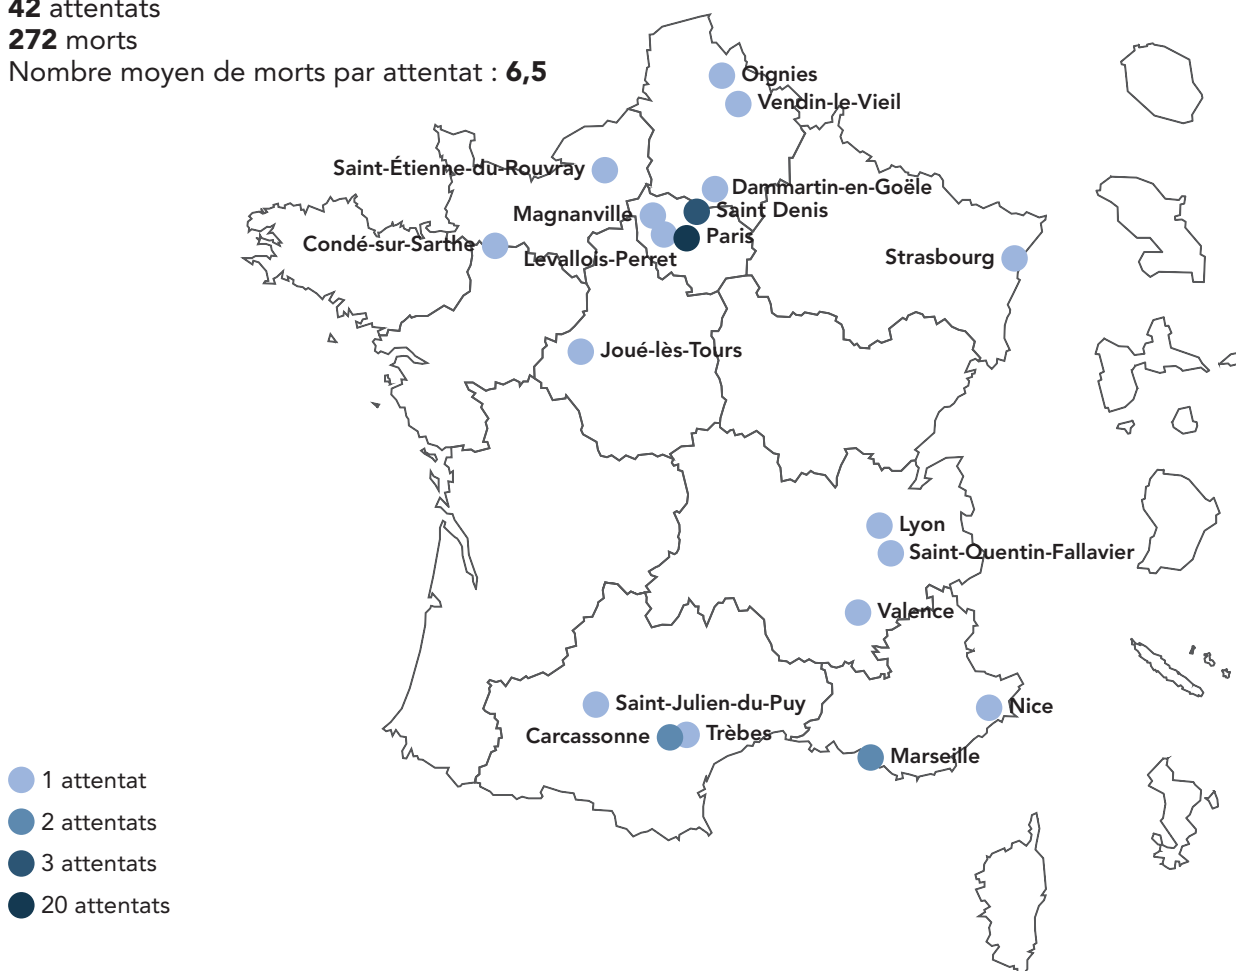 42 attentats
272 morts
Nombre moyen de morts par attentat : 6,5
Oignies
Vendin-le-Vieil
Saint-Étienne-du-Rouvray
Dammartin-en-Goële
Magnanville
Saint Denis
Paris
Condé-sur-Sarthe
Levallois-Perret
Strasbourg
Joué-lès-Tours
Lyon
Saint-Quentin-Fallavier
Valence
Saint-Julien-du-Puy
Nice
Carcassonne
Trèbes
Marseille
1 attentat
2 attentats
3 attentats
20 attentats